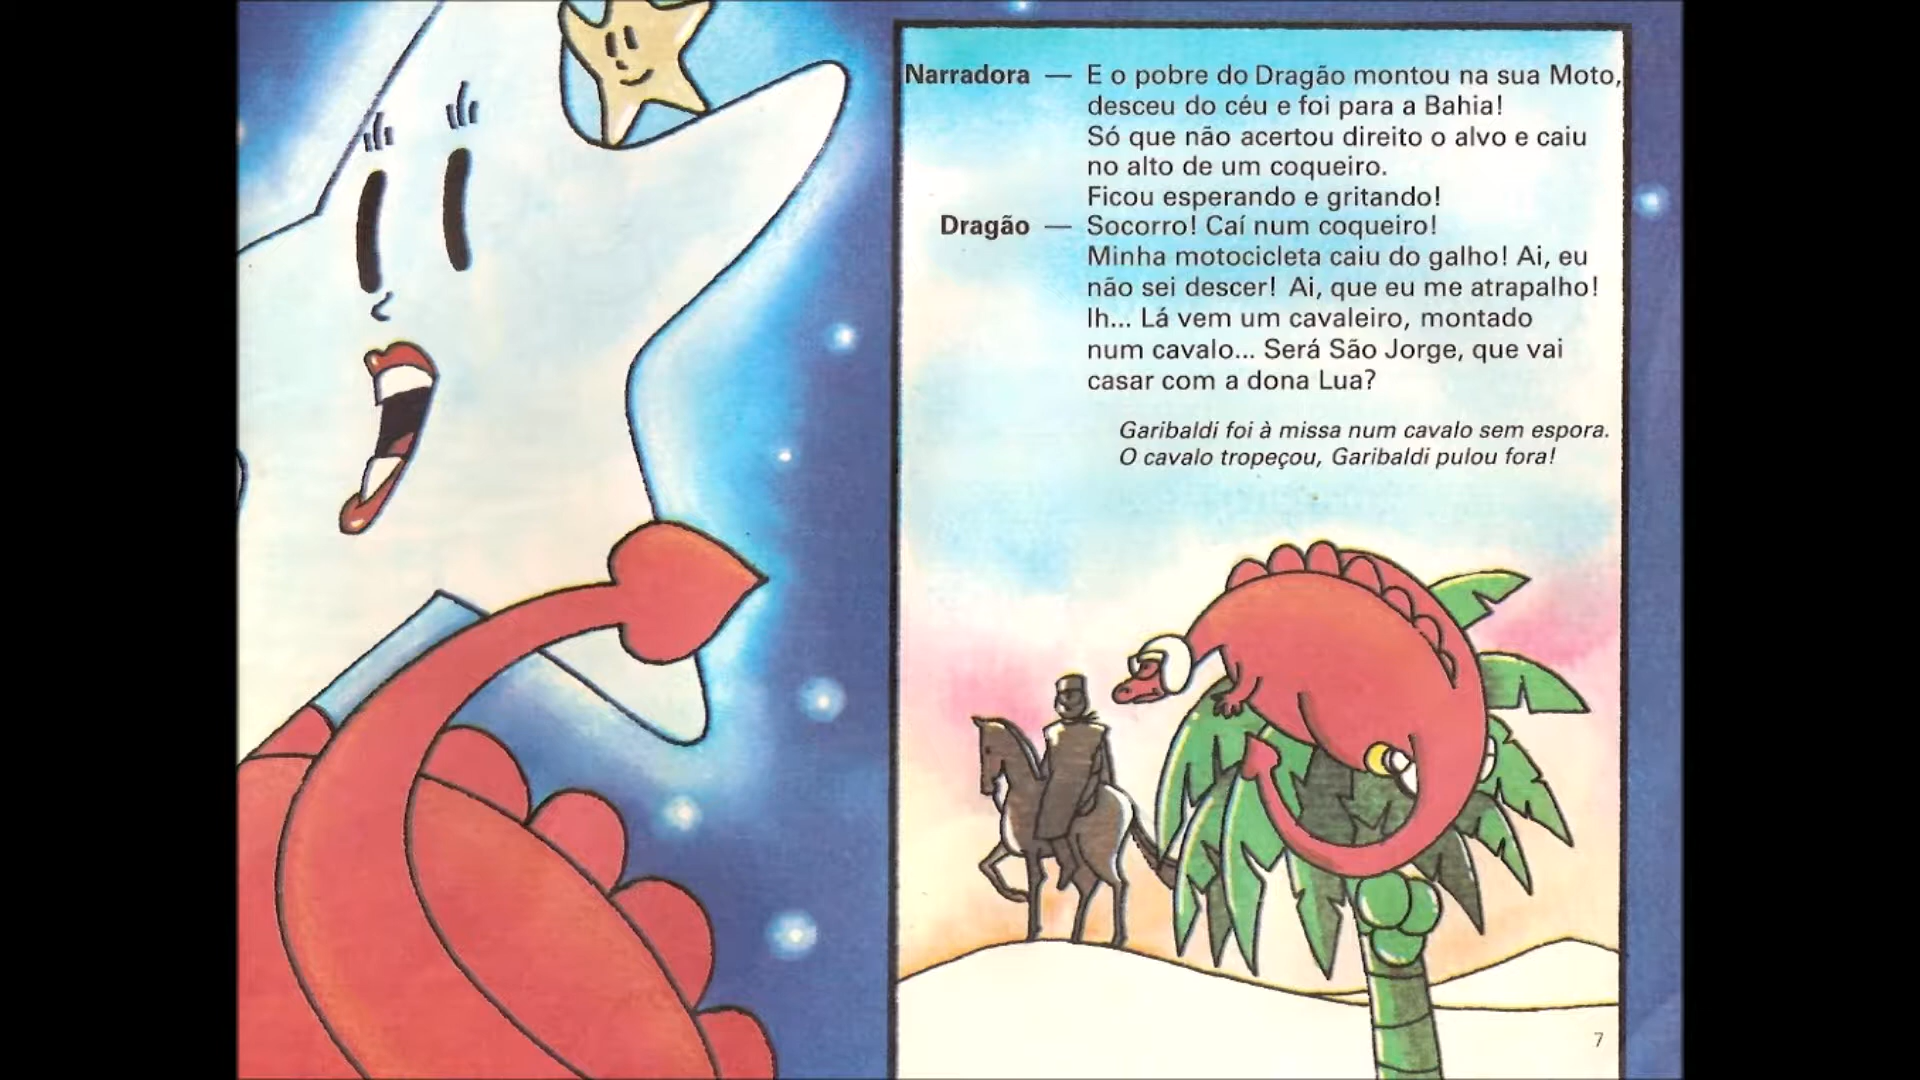 Narradora — E o pobre do Dragão montou na sua Moto,
desceu do céu e foi para a Bahia!
Só que não acertou direito o alvo e caiu
no alto de um coqueiro.
Ficou esperando e gritando!
Dragão — Socorro! Caí num coqueiro!
Minha motocicleta caiu do galho! Ai, eu
não sei descer! Ai, que eu me atrapalho!
Ih... Lá vem um cavaleiro, montado
num cavalo... Será São Jorge, que vai
casar com a dona Lua?
Garibaldi foi à missa num cavalo sem espora.
O cavalo tropeçou, Garibaldi pulou fora!
7